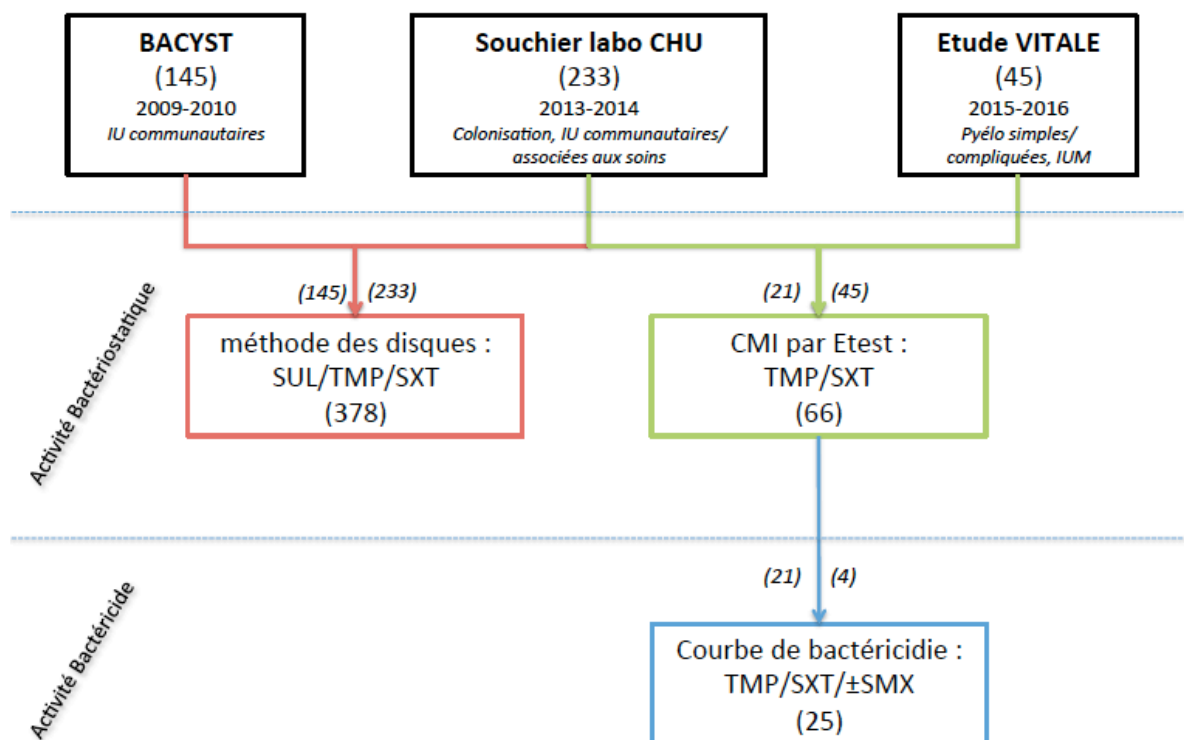 BACYST
(145)
2009-2010
IU communautaires
Souchier labo CHU
(233)
2013-2014
Colonisation, IU communautaires/
associées aux soins
Etude VITALE
(45)
2015-2016
Pyélo simples/
compliquées, IUM
Activité Bactériostatique
(145) (233)
méthode des disques :
SUL/TMP/SXT
(378)
(21) (45)
CMI par Etest :
TMP/SXT
(66)
Activité Bactéricide
(21) (4)
Courbe de bactéricidie :
TMP/SXT/±SMX
(25)